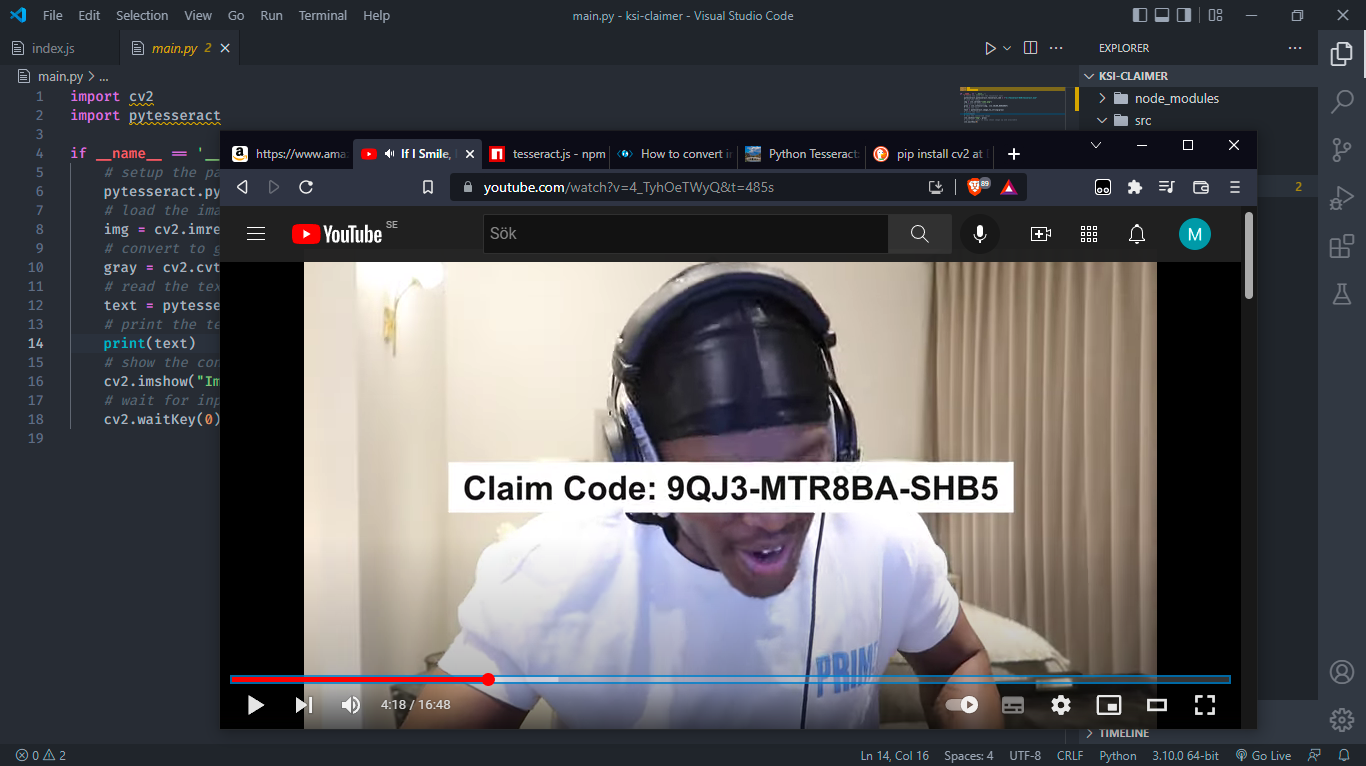 File Edit Selection View Go Run Terminal Help
main.py - ksi-claimer - Visual Studio Code
index.js
main.py 2
EXPLORER
main.py > ...
KSI-CLAIMER
node_modules
src
2
1 import cv2
2 import pytesseract
3
4 if __name__ == '__
5 # setup the pa
6 pytesseract.py
7 # load the ima
8 img = cv2.imre
9 # convert to g
10 gray = cv2.cvt
11 # read the tex
12 text = pytesse
13 # print the te
14 print(text)
15 # show the con
16 cv2.imshow("Im
17 # wait for inp
18 cv2.waitKey(0)
19
https://www.ama
If I Smile,
tesseract.js - npm
How to convert i
Python Tesserac
pip install cv2 at
youtube.com/watch?v=4_TyhOeTWyQ&t=485s
89
YouTube SE
Sök
M
Claim Code: 9QJ3-MTR8BA-SHB5
PRIME
4:18 / 16:48
TIMELINE
0 2
Ln 14, Col 16 Spaces: 4 UTF-8 CRLF Python 3.10.0 64-bit Go Live